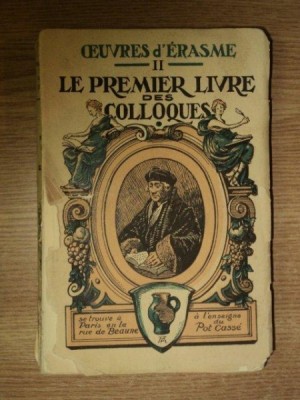 ŒUVRES d'ÉRASME
II
LE PREMIER LIVRE
DES
COLLOQUES
se trouve à
Paris en la
rue de Beaune
à l'enseigne
du
Pot Cassé